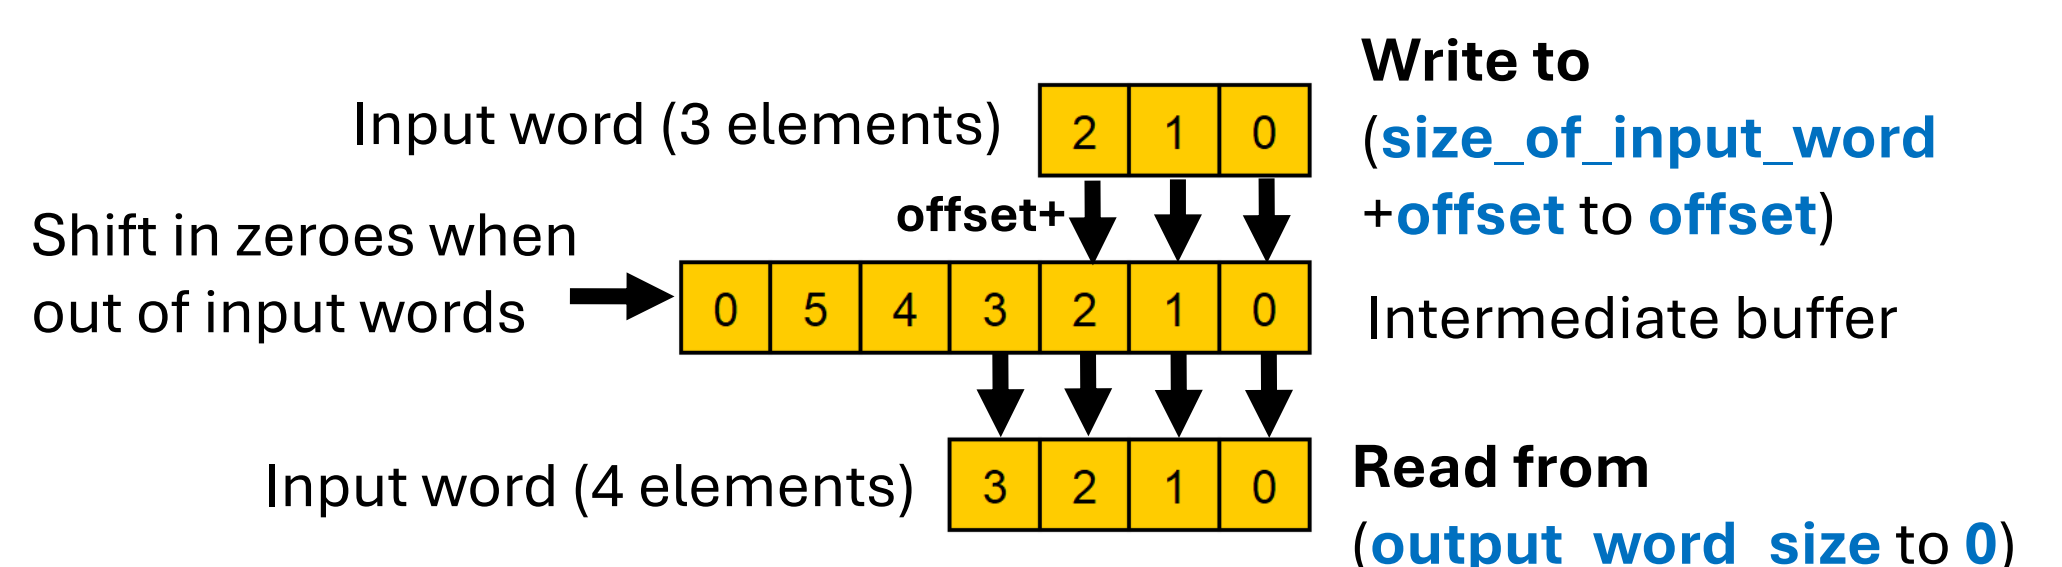 Write to
Input word (3 elements)
2 1 0
(size_of_input_word
+offset to offset)
offset+
Shift in zeroes when
out of input words
0 5 4 3 2 1 0
Intermediate buffer
Input word (4 elements)
3 2 1 0
Read from
(output_word_size to 0)